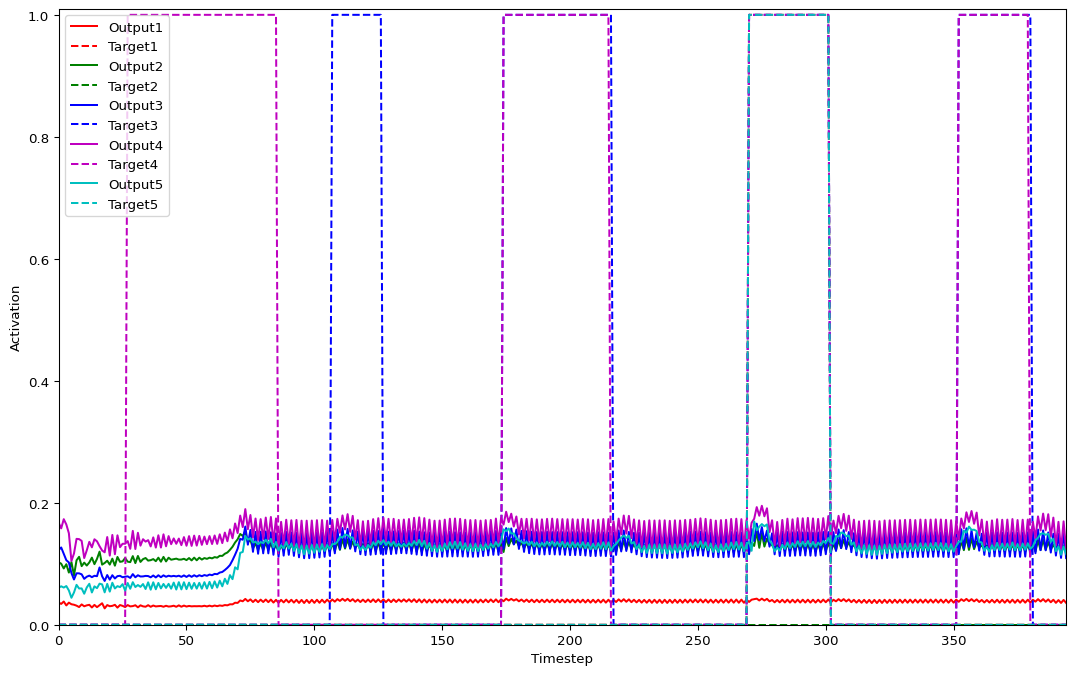 1.0
0.8
0.6
0.4
0.2
0.0
Activation
Output1
Target1
Output2
Target2
Output3
Target3
Output4
Target4
Output5
Target5
0 50 100 150 200 250 300 350
Timestep